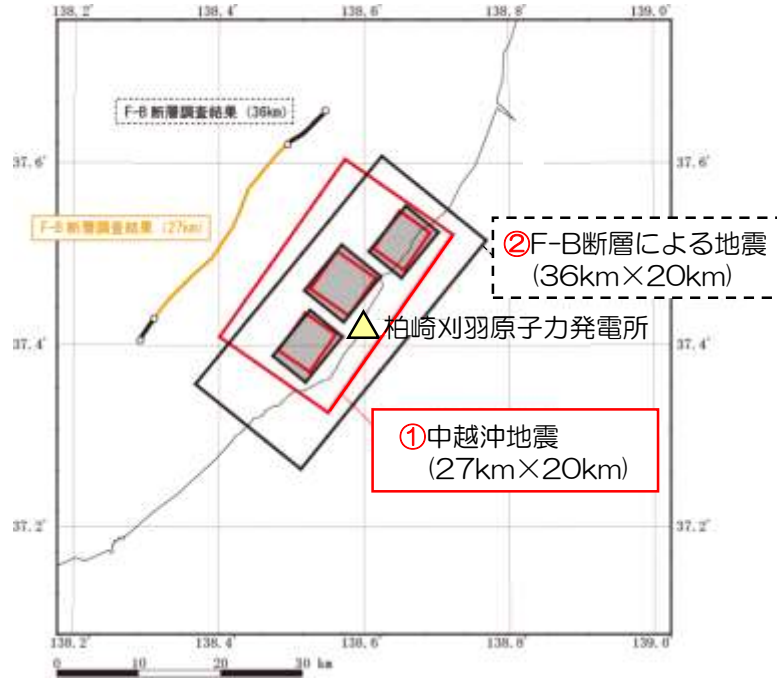 138.2° 138.4° 138.6° 138.8° 139.0°
F-B断層調査結果 (36km)
37.6°
37.6°
F-B断層調査結果 (27km)
②F-B断層による地震
(36km×20km)
37.4°
柏崎刈羽原子力発電所
37.4°
①中越沖地震
(27km×20km)
37.2°
37.2°
138.2° 138.4° 138.6° 138.8° 139.0°
0 10 20 30 km